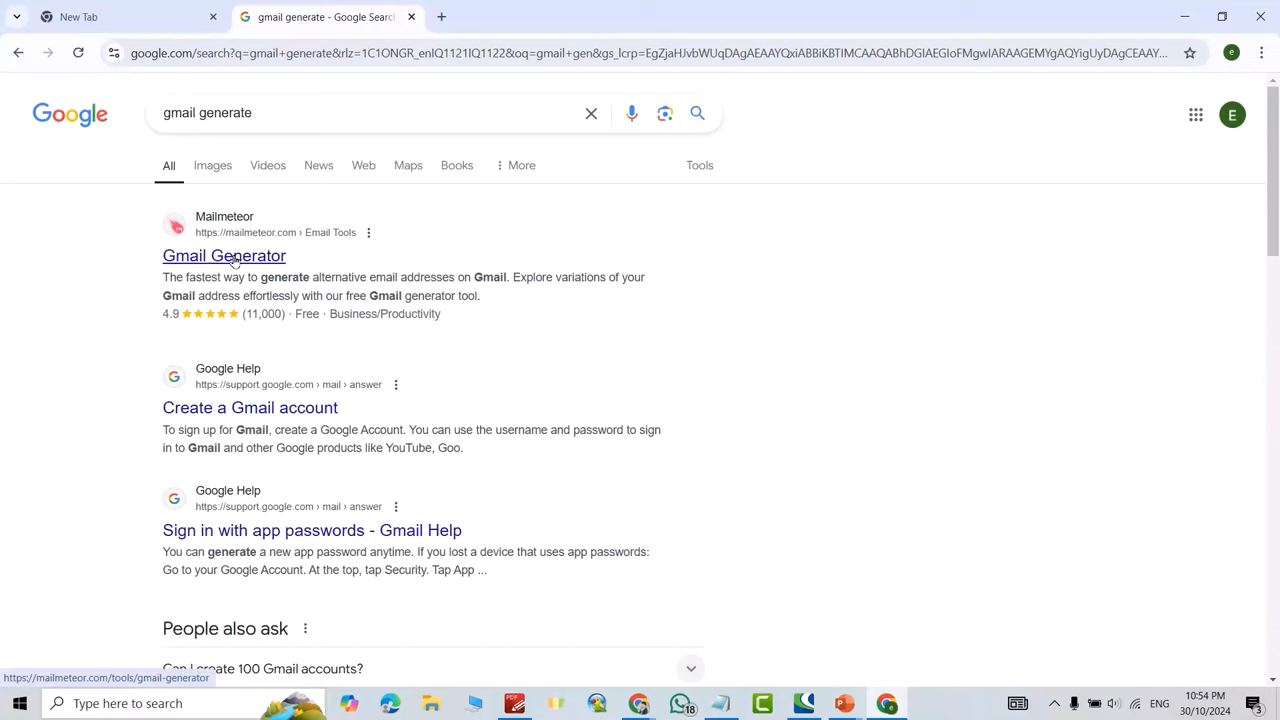 New Tab
gmail generate - Google Searc
google.com/search?q=gmail+generate&rlz=1C1ONGR_enIQ1121IQ1122&oq=gmail+gen&gs_lcrp=EgZjaHJvbWUqDAgAEAAYQxiABBiKBTIMCAAQABhDGIAEGIoFMgwIARAAGEMYgAQYigUyDAgCEAAY...
e
Google
gmail generate
E
All
Images
Videos
News
Web
Maps
Books
More
Tools
Mailmeteor
https://mailmeteor.com › Email Tools
Gmail Generator
The fastest way to generate alternative email addresses on Gmail. Explore variations of your
Gmail address effortlessly with our free Gmail generator tool.
4.9 ★★★★★ (11,000) · Free · Business/Productivity
Google Help
https://support.google.com › mail › answer
Create a Gmail account
To sign up for Gmail, create a Google Account. You can use the username and password to sign
in to Gmail and other Google products like YouTube, Goo.
Google Help
https://support.google.com › mail › answer
Sign in with app passwords - Gmail Help
You can generate a new app password anytime. If you lost a device that uses app passwords:
Go to your Google Account. At the top, tap Security. Tap App ...
People also ask
Can I create 100 Gmail accounts?
https://mailmeteor.com/tools/gmail-generator
Type here to search
PDF
18
ENG
10:54 PM
30/10/2024
3